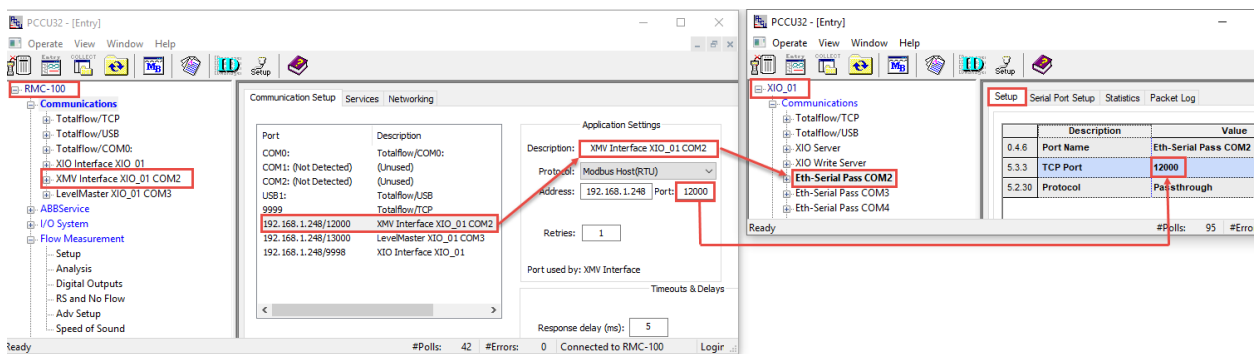 PCCU32 - [Entry]
Operate View Window Help
Entry COLLECT MB ID Setup
RMC-100
Communications
Totalflow/TCP
Totalflow/USB
Totalflow/COM0:
XIO Interface XIO_01
XMV Interface XIO_01 COM2
LevelMaster XIO_01 COM3
ABBService
I/O System
Flow Measurement
Setup
Analysis
Digital Outputs
RS and No Flow
Adv Setup
Speed of Sound
Communication Setup Services Networking
Port Description
COM0: Totalflow/COM0:
COM1: (Not Detected) (Unused)
COM2: (Not Detected) (Unused)
USB1: Totalflow/USB
9999 Totalflow/TCP
192.168.1.248/12000 XMV Interface XIO_01 COM2
192.168.1.248/13000 LevelMaster XIO_01 COM3
192.168.1.248/9998 XIO Interface XIO_01
Application Settings
Description: XMV Interface XIO_01 COM2
Protocol: Modbus Host(RTU)
Address: 192.168.1.248 Port: 12000
Retries: 1
Port used by: XMV Interface
Timeouts & Delays
Response delay (ms): 5
Ready #Polls: 42 #Errors: 0 Connected to RMC-100 Login
PCCU32 - [Entry]
Operate View Window Help
Entry COLLECT MB ID Setup
XIO_01
Communications
Totalflow/TCP
Totalflow/USB
XIO Server
XIO Write Server
Eth-Serial Pass COM2
Eth-Serial Pass COM3
Eth-Serial Pass COM4
Setup Serial Port Setup Statistics Packet Log
Description Value
0.4.6 Port Name Eth-Serial Pass COM2
5.3.3 TCP Port 12000
5.2.30 Protocol Passthrough
Ready #Polls: 95 #Erro